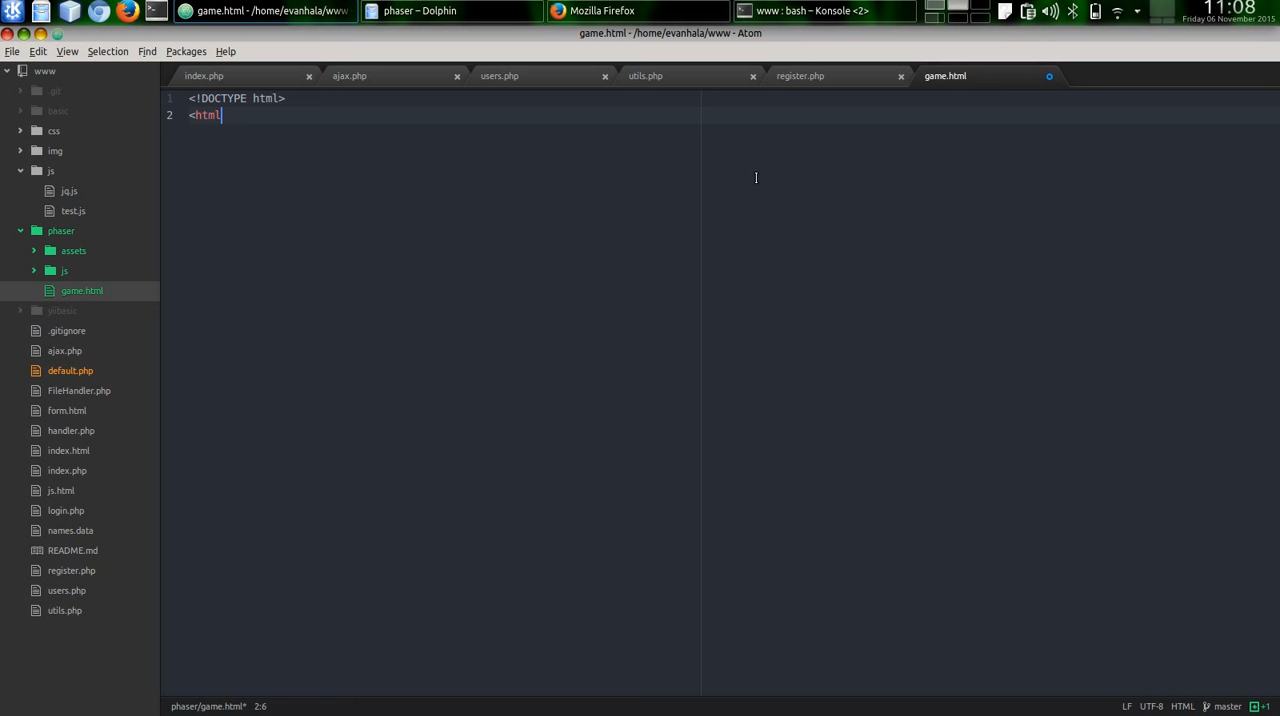 game.html - /home/evanhala/www
phaser - Dolphin
Mozilla Firefox
www : bash - Konsole <2>
11:08
Friday 06 November 2015
game.html - /home/evanhala/www - Atom
File Edit View Selection Find Packages Help
www
index.php
ajax.php
users.php
utils.php
register.php
game.html
.git
basic
css
img
js
jq.js
test.js
phaser
assets
js
game.html
yiibasic
.gitignore
ajax.php
default.php
FileHandler.php
form.html
handler.php
index.html
index.php
js.html
login.php
names.data
README.md
register.php
users.php
utils.php
1 <!DOCTYPE html>
2 <html
phaser/game.html* 2:6
LF UTF-8 HTML master +1